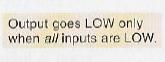 Output goes LOW only
when all inputs are LOW.